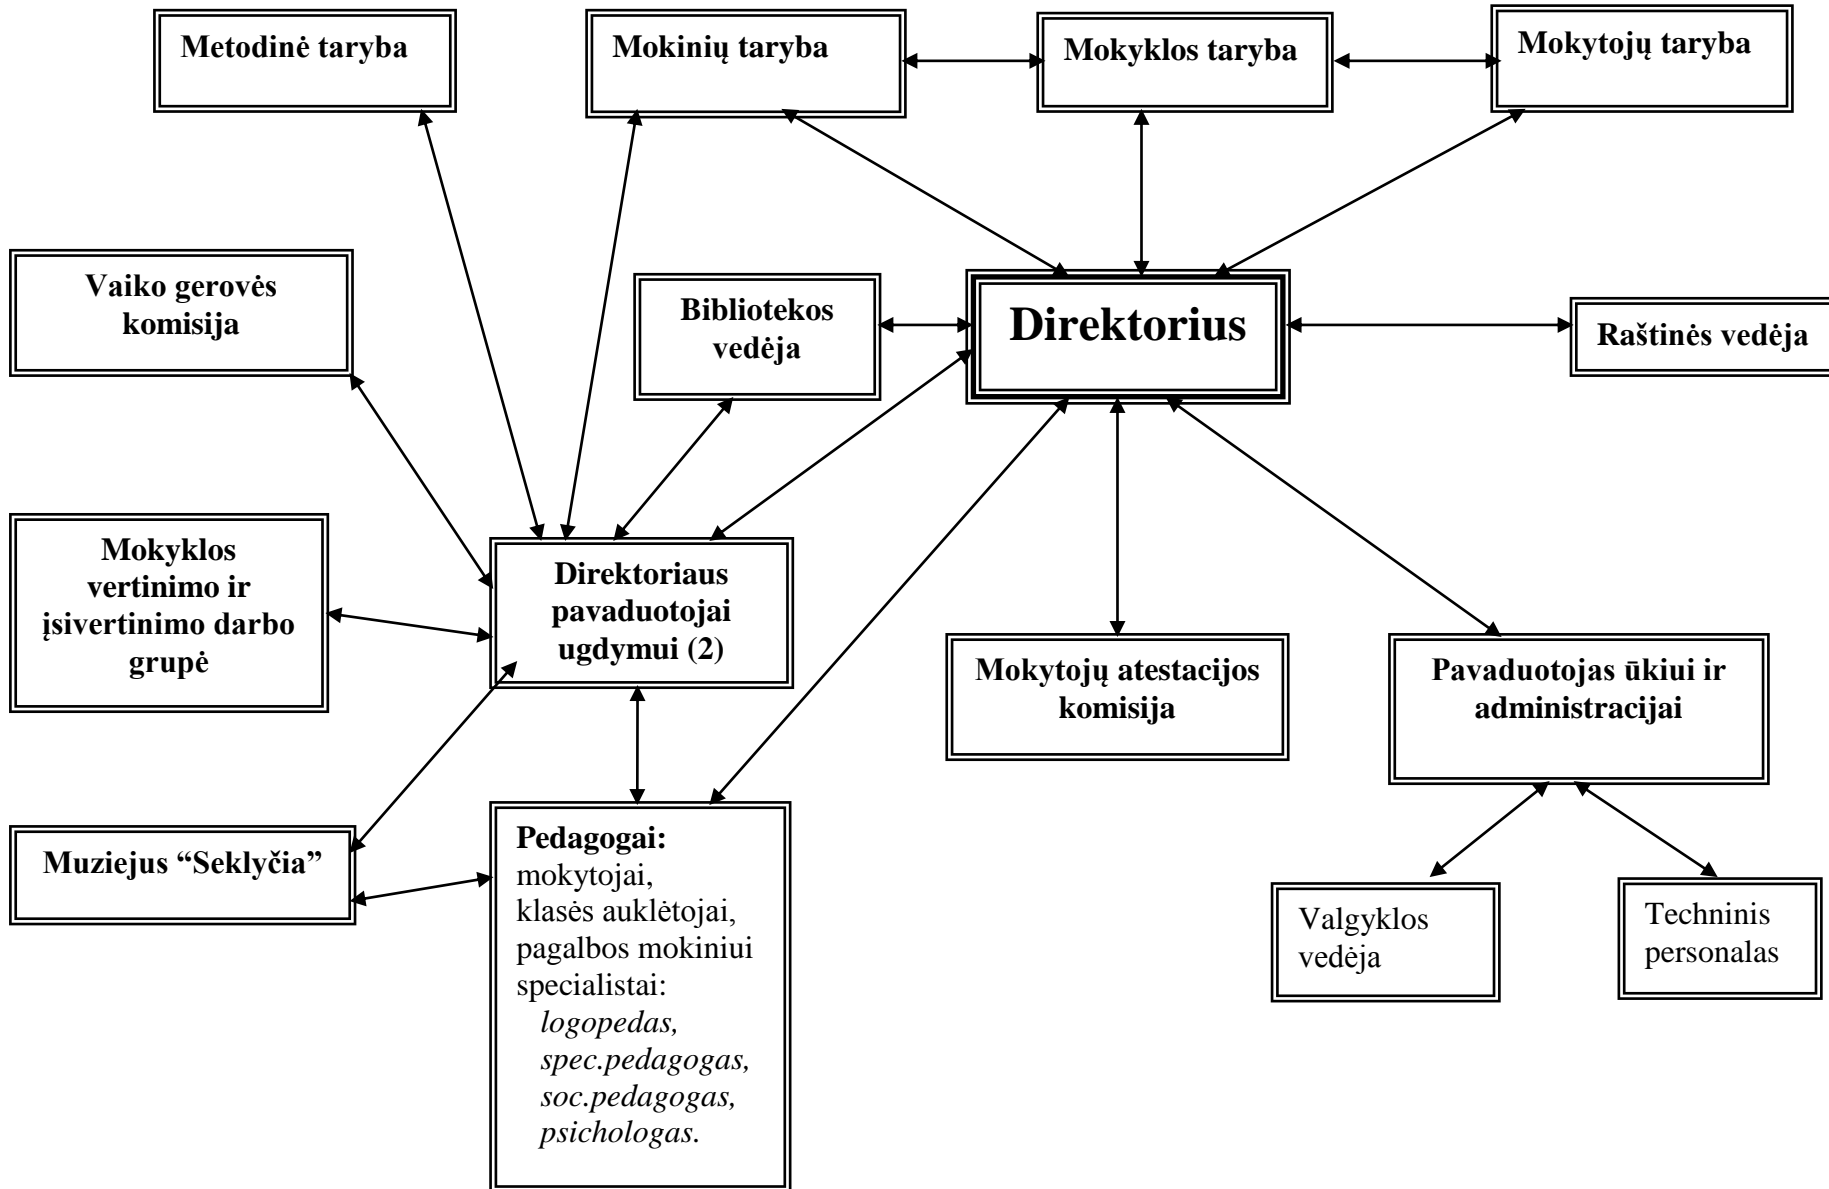 Metodinė taryba
Mokinių taryba
Mokyklos taryba
Mokytojų taryba
Vaiko gerovės
komisija
Bibliotekos
vedėja
Direktorius
Raštinės vedėja
Mokyklos
vertinimo ir
įsivertinimo darbo
grupė
Direktoriaus
pavaduotojai
ugdymui (2)
Mokytojų atestacijos
komisija
Pavaduotojas ūkiui ir
administracijai
Muziejus “Seklyčia”
Pedagogai:
mokytojai,
klasės auklėtojai,
pagalbos mokiniui
specialistai:
logopedas,
spec.pedagogas,
soc.pedagogas,
psichologas.
Valgyklos
vedėja
Techninis
personalas